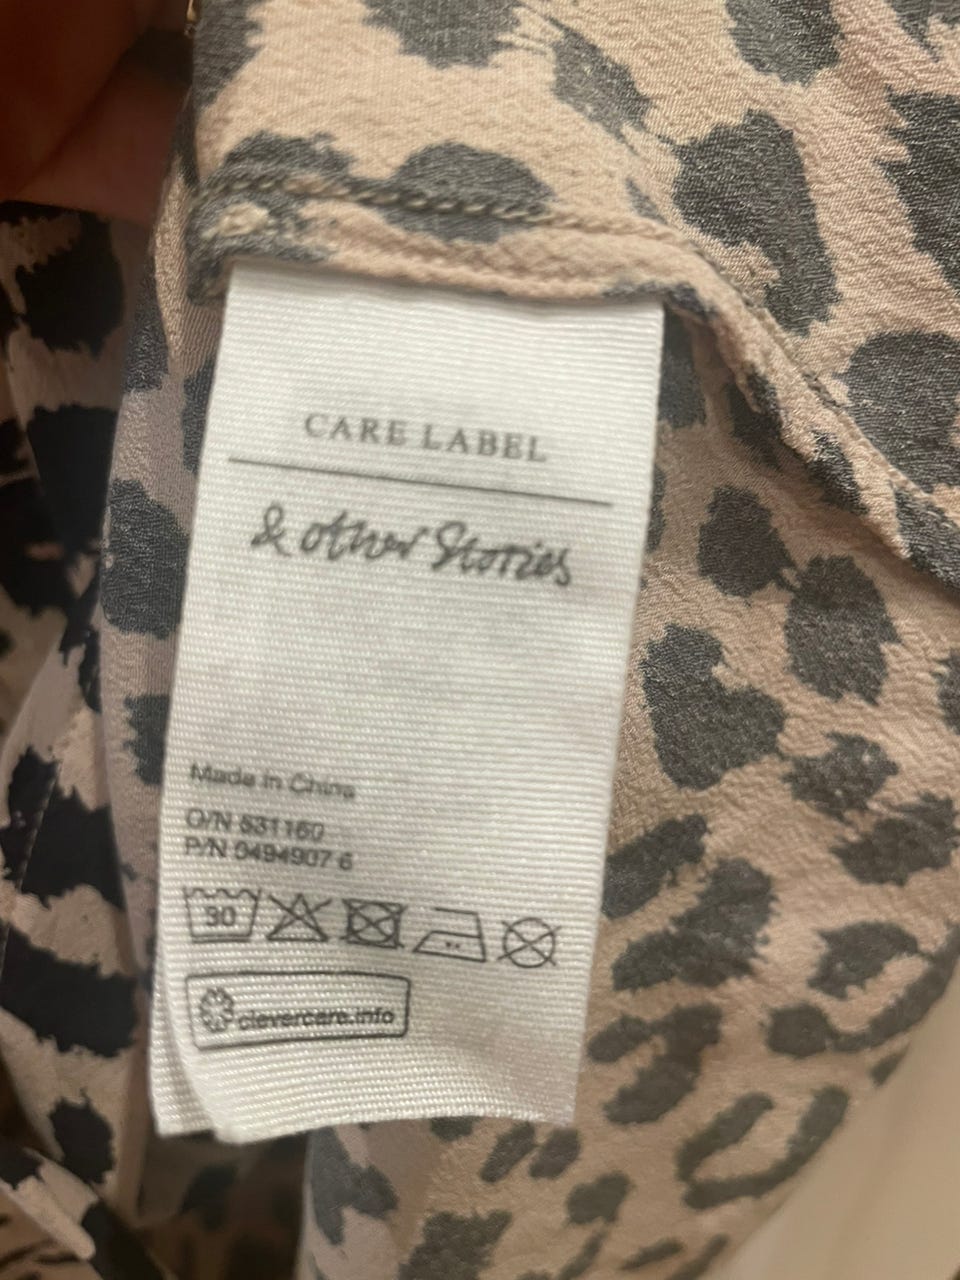 CARE LABEL
& other Stories
Made in China
O/N 531160
P/N 0494907 6
30
clevercare.info